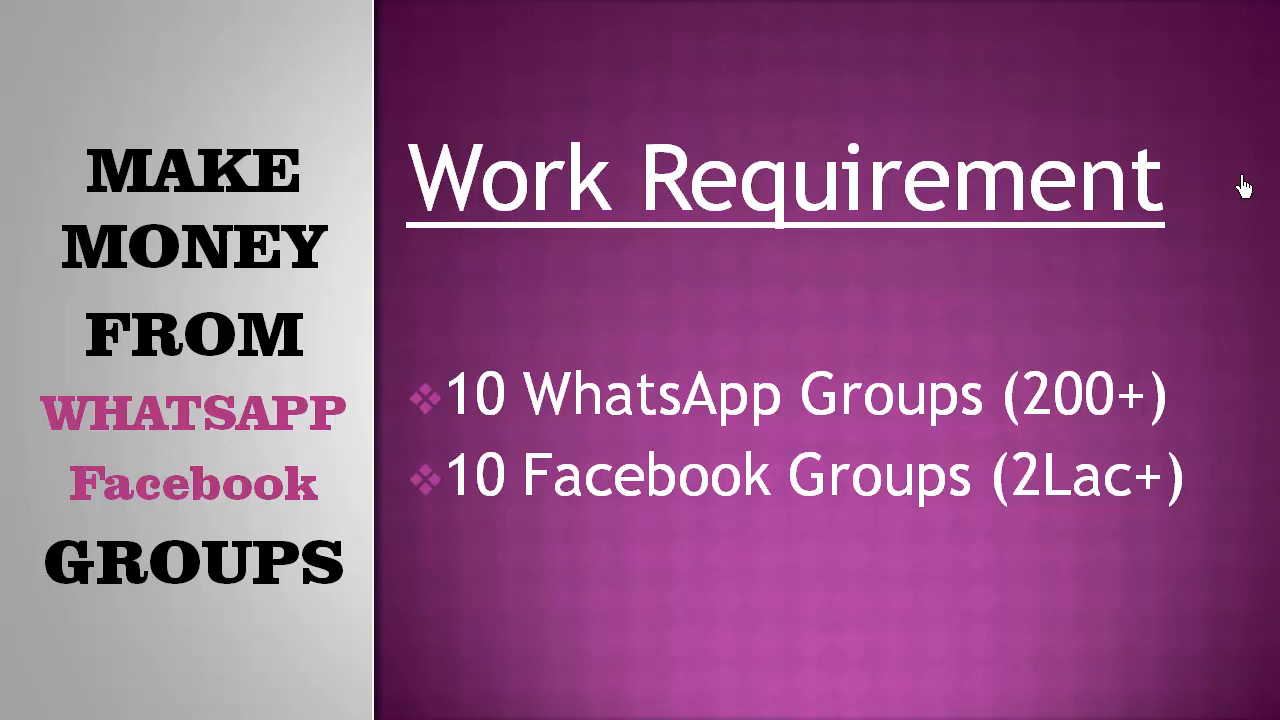 MAKE
MONEY
FROM
WHATSAPP
Facebook
GROUPS
Work Requirement
10 WhatsApp Groups (200+)
10 Facebook Groups (2Lac+)